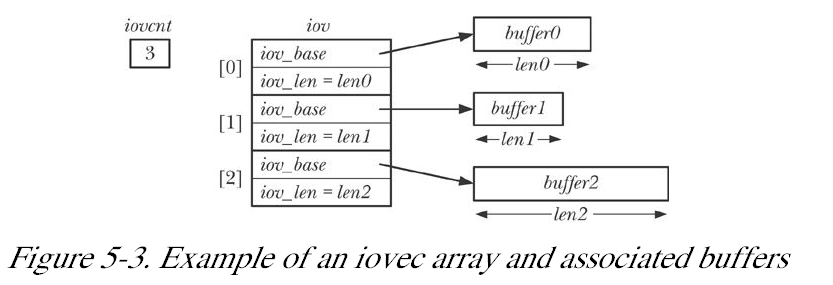 iovcnt
3
iov
[0]
iov_base
iov_len = len0
[1]
iov_base
iov_len = len1
[2]
iov_base
iov_len = len2
buffer0
len0
buffer1
len1
buffer2
len2
Figure 5-3. Example of an iovec array and associated buffers